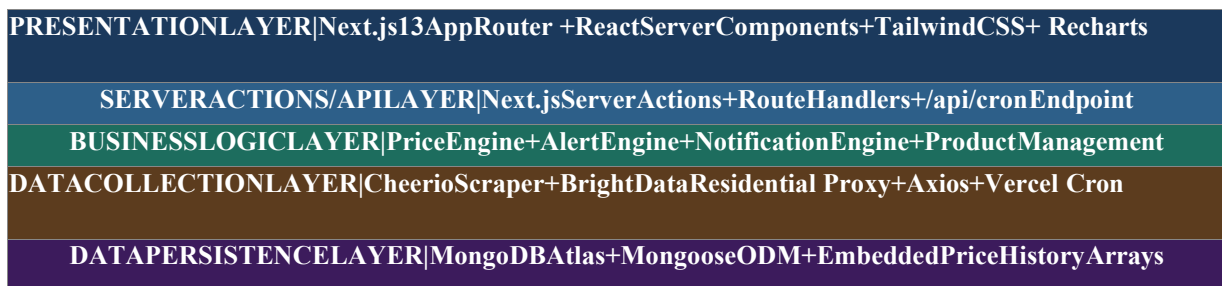 PRESENTATIONLAYER|Next.js13AppRouter +ReactServerComponents+TailwindCSS+ Recharts
SERVERACTIONS/APILAYER|Next.jsServerActions+RouteHandlers+/api/cronEndpoint
BUSINESSLOGICLAYER|PriceEngine+AlertEngine+NotificationEngine+ProductManagement
DATACOLLECTIONLAYER|CheerioScraper+BrightDataResidential Proxy+Axios+Vercel Cron
DATAPERSISTENCELAYER|MongoDBAtlas+MongooseODM+EmbeddedPriceHistoryArrays